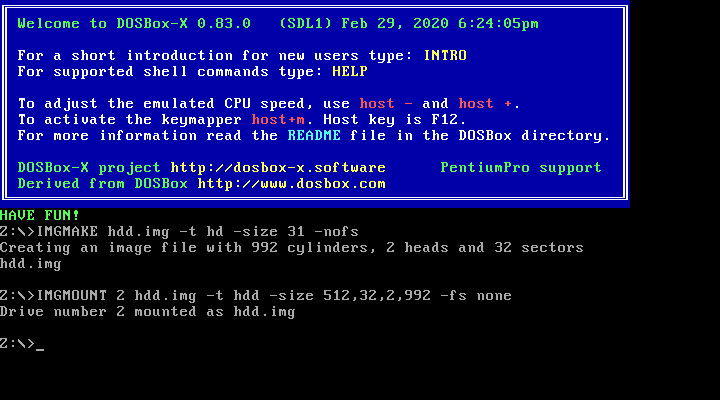 Welcome to DOSBox-X 0.83.0   (SDL1) Feb 29, 2020 6:24:05pm
For a short introduction for new users type: INTRO
For supported shell commands type: HELP
To adjust the emulated CPU speed, use host - and host +.
To activate the keymapper host+m. Host key is F12.
For more information read the README file in the DOSBox directory.
DOSBox-X project http://dosbox-x.software      PentiumPro support
Derived from DOSBox http://www.dosbox.com
HAVE FUN!
Z:\>IMGMAKE hdd.img -t hd -size 31 -nofs
Creating an image file with 992 cylinders, 2 heads and 32 sectors
hdd.img
Z:\>IMGMOUNT 2 hdd.img -t hdd -size 512,32,2,992 -fs none
Drive number 2 mounted as hdd.img
Z:\>_